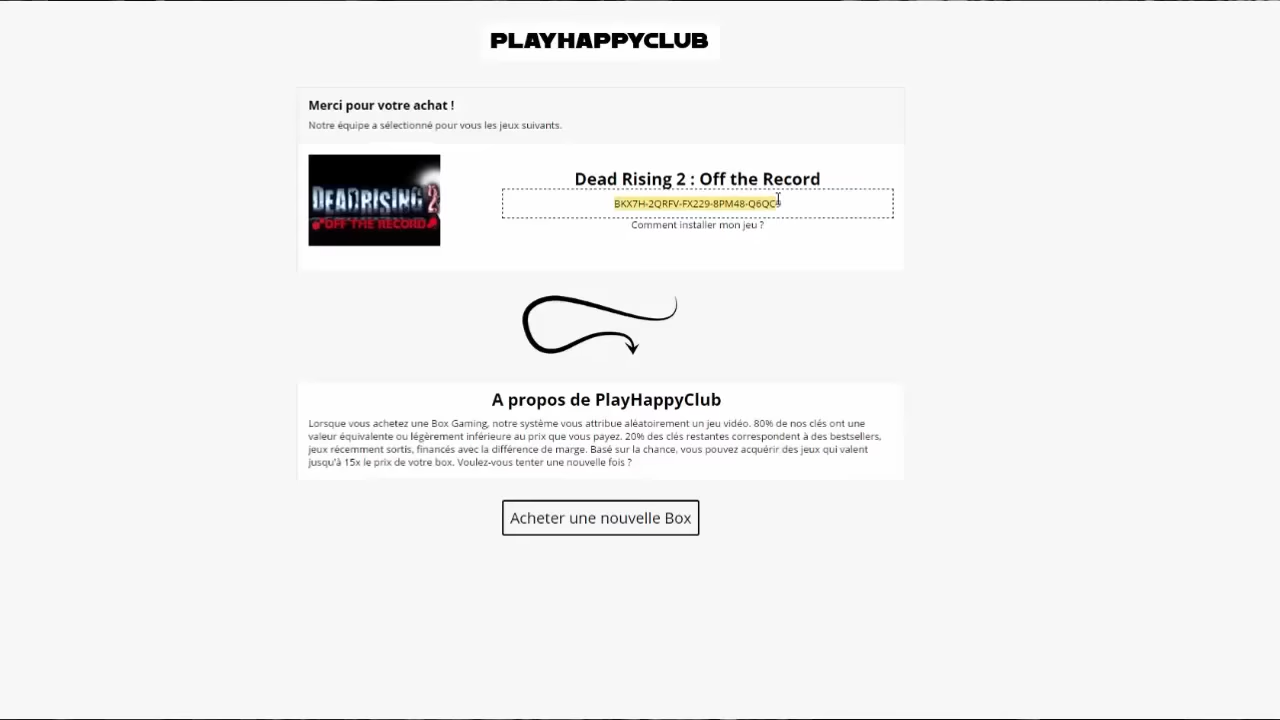 PLAYHAPPYCLUB
Merci pour votre achat !
Notre équipe a sélectionné pour vous les jeux suivants.
DEADRISING 2
OFF THE RECORD
Dead Rising 2 : Off the Record
Comment installer mon jeu ?
A propos de PlayHappyClub
Lorsque vous achetez une Box Gaming, notre système vous attribue aléatoirement un jeu vidéo. 80% de nos clés ont une
valeur équivalente ou légèrement inférieure au prix que vous payez. 20% des clés restantes correspondent à des bestsellers,
jeux récemment sortis, financés avec la différence de marge. Basé sur la chance, vous pouvez acquérir des jeux qui valent
jusqu'à 15x le prix de votre box. Voulez-vous tenter une nouvelle fois ?
Acheter une nouvelle Box